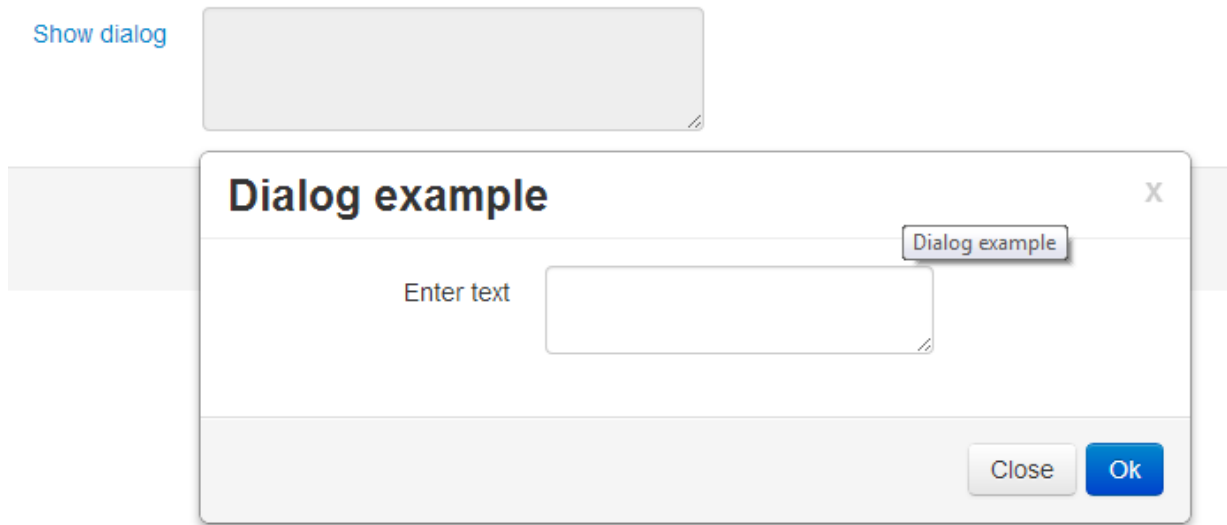 Show dialog
Dialog example
X
Dialog example
Enter text
Close
Ok